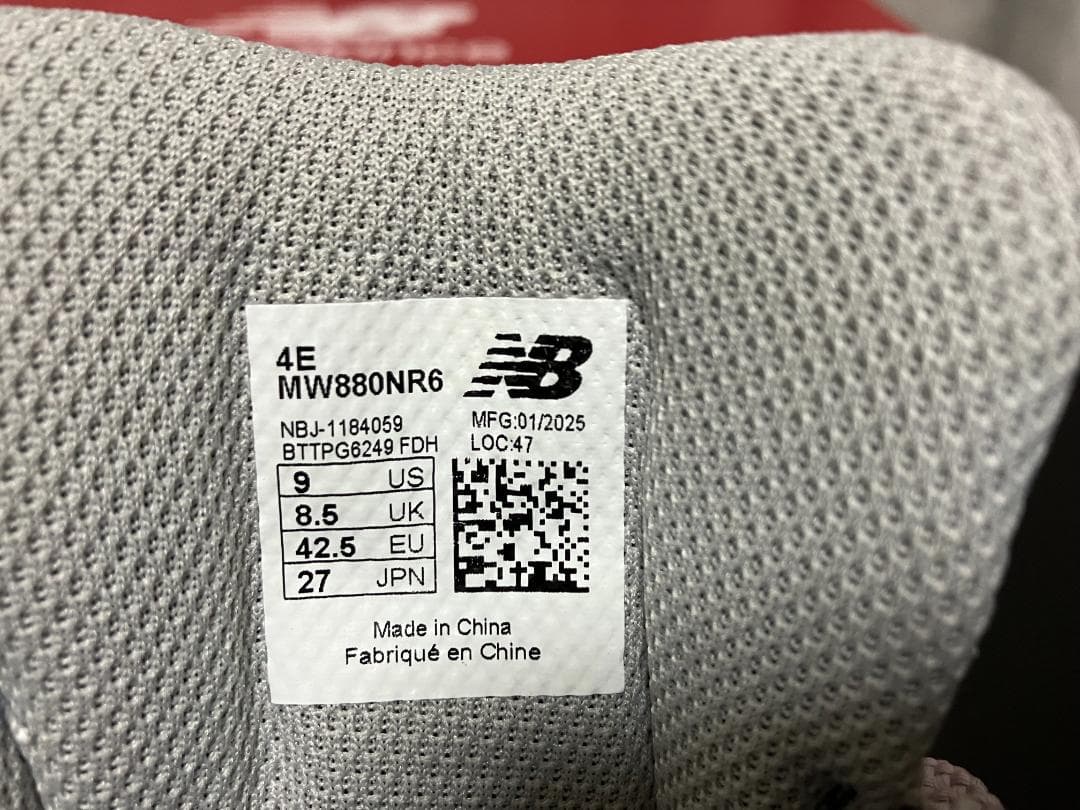 4E
MW880NR6
NB
NBJ-1184059
BTTPG6249 FDH
MFG:01/2025
LOC:47
9 US
8.5 UK
42.5 EU
27 JPN
Made in China
Fabriqué en Chine